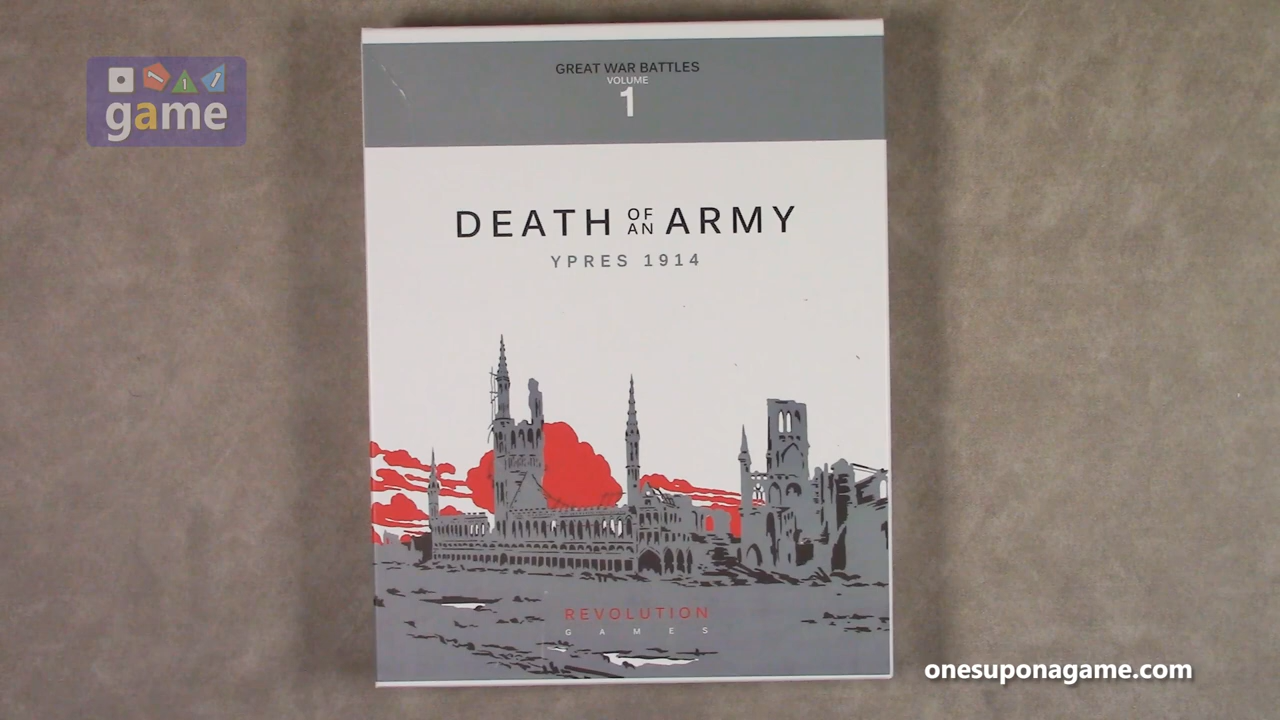 game
GREAT WAR BATTLES
VOLUME
1
DEATH OF AN ARMY
YPRES 1914
REVOLUTION
GAMES
onesuponagame.com